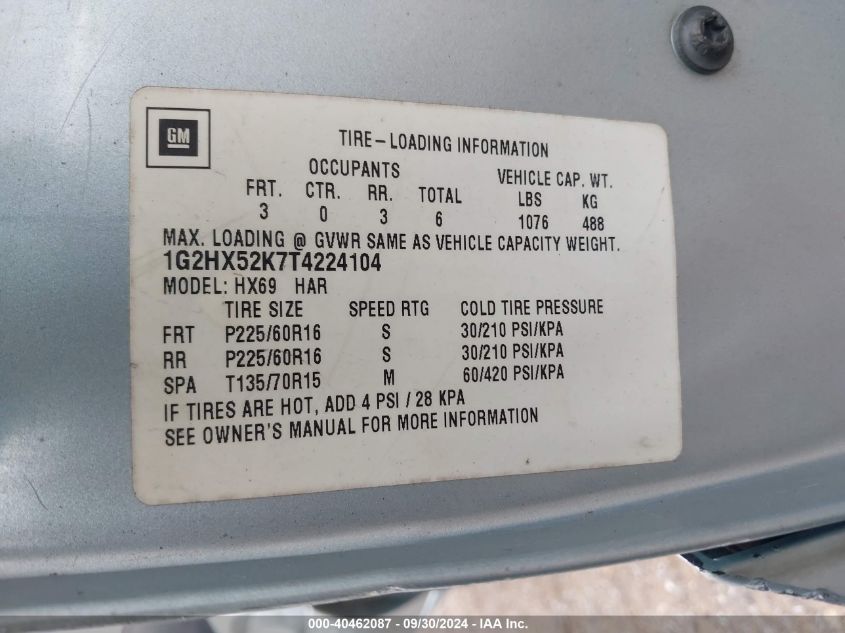 GM
TIRE-LOADING INFORMATION
OCCUPANTS VEHICLE CAP. WT.
FRT. CTR. RR. TOTAL LBS KG
3 0 3 6 1076 488
MAX. LOADING @ GVWR SAME AS VEHICLE CAPACITY WEIGHT.
1G2HX52K7T4224104
MODEL: HX69 HAR
TIRE SIZE SPEED RTG COLD TIRE PRESSURE
FRT P225/60R16 S 30/210 PSI/KPA
RR P225/60R16 S 30/210 PSI/KPA
SPA T135/70R15 M 60/420 PSI/KPA
IF TIRES ARE HOT, ADD 4 PSI / 28 KPA
SEE OWNER'S MANUAL FOR MORE INFORMATION
000-40462087 - 09/30/2024 - IAA Inc.